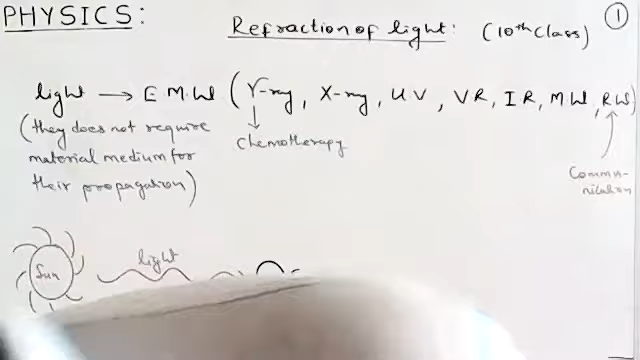 PHYSICS:
Refraction of light: (10th Class)
1
light → E.M.W (γ-ray, X-ray, UV, VR, IR, M.W, RW)
(they does not require
material medium for
their propagation)
Chemotherapy
Commu-
nication
Sun
light